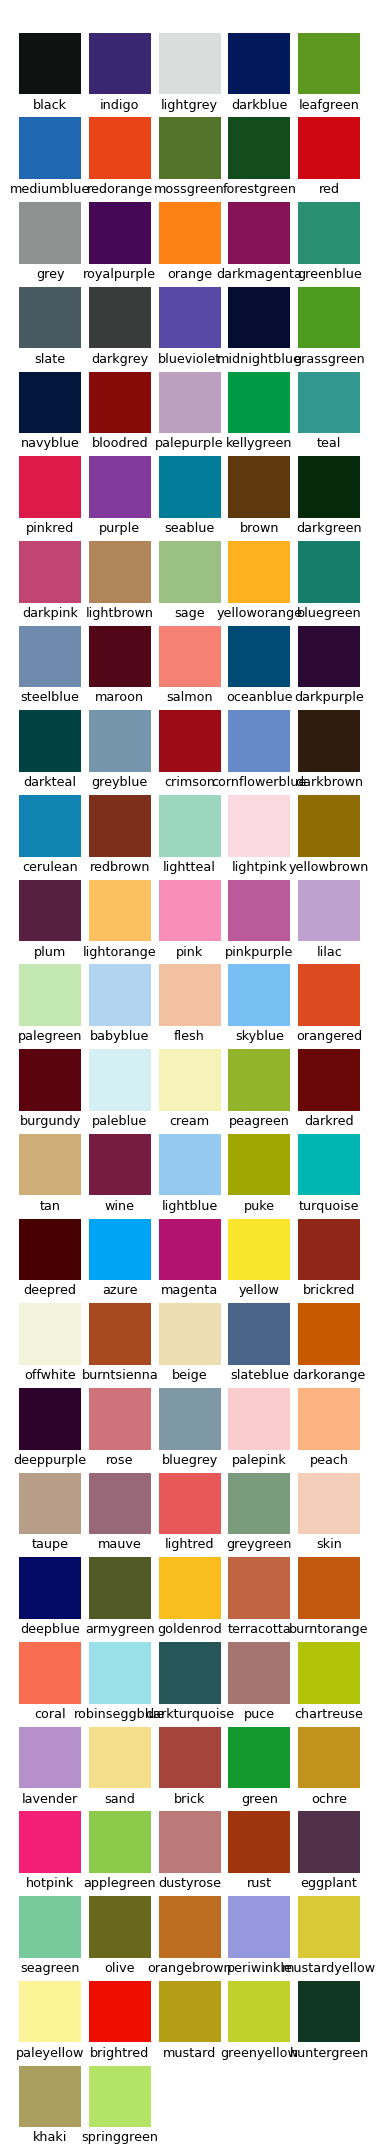 black indigo lightgrey darkblue leafgreen
mediumblue redorange mossgreen forestgreen red
grey royalpurple orange darkmagenta greenblue
slate darkgrey blueviolet midnightblue grassgreen
navyblue bloodred palepurple kellygreen teal
pinkred purple seablue brown darkgreen
darkpink lightbrown sage yelloworange bluegreen
steelblue maroon salmon oceanblue darkpurple
darkteal greyblue crimson cornflowerblue darkbrown
cerulean redbrown lightteal lightpink yellowbrown
plum lightorange pink pinkpurple lilac
palegreen babyblue flesh skyblue orangered
burgundy paleblue cream peagreen darkred
tan wine lightblue puke turquoise
deepred azure magenta yellow brickred
offwhite burntsienna beige slateblue darkorange
deeppurple rose bluegrey palepink peach
taupe mauve lightred greygreen skin
deepblue armygreen goldenrod terracotta burntorange
coral robinseggblue darkturquoise puce chartreuse
lavender sand brick green ochre
hotpink applegreen dustyrose rust eggplant
seagreen olive orangebrown periwinkle mustardyellow
paleyellow brightred mustard greenyellow huntergreen
khaki springgreen